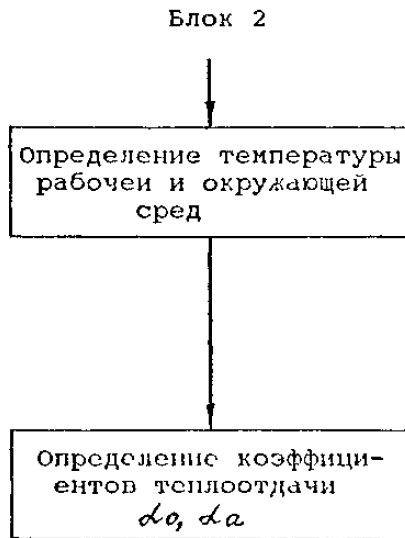 Блок 2
Определение температуры
рабочей и окружающей
сред
Определение коэффици-
ентов теплоотдачи
αo, αa